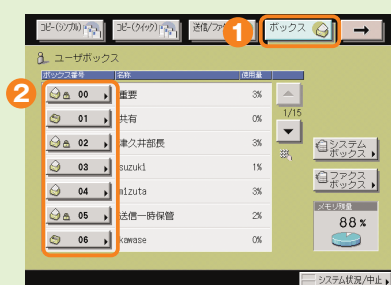 コピー(シンプル) コピー(クイック) 送信/ファ 1 ボックス →
ユーザボックス
ボックス番号 名称 使用量
2
00 重要 3%
01 共有 0%
02 津久井部長 3%
03 suzuki 1%
04 mizuta 3%
05 送信一時保管 2%
06 kawase 0%
1/15
システム
ボックス
ファクス
ボックス
メモリ残量
88%
システム状況/中止